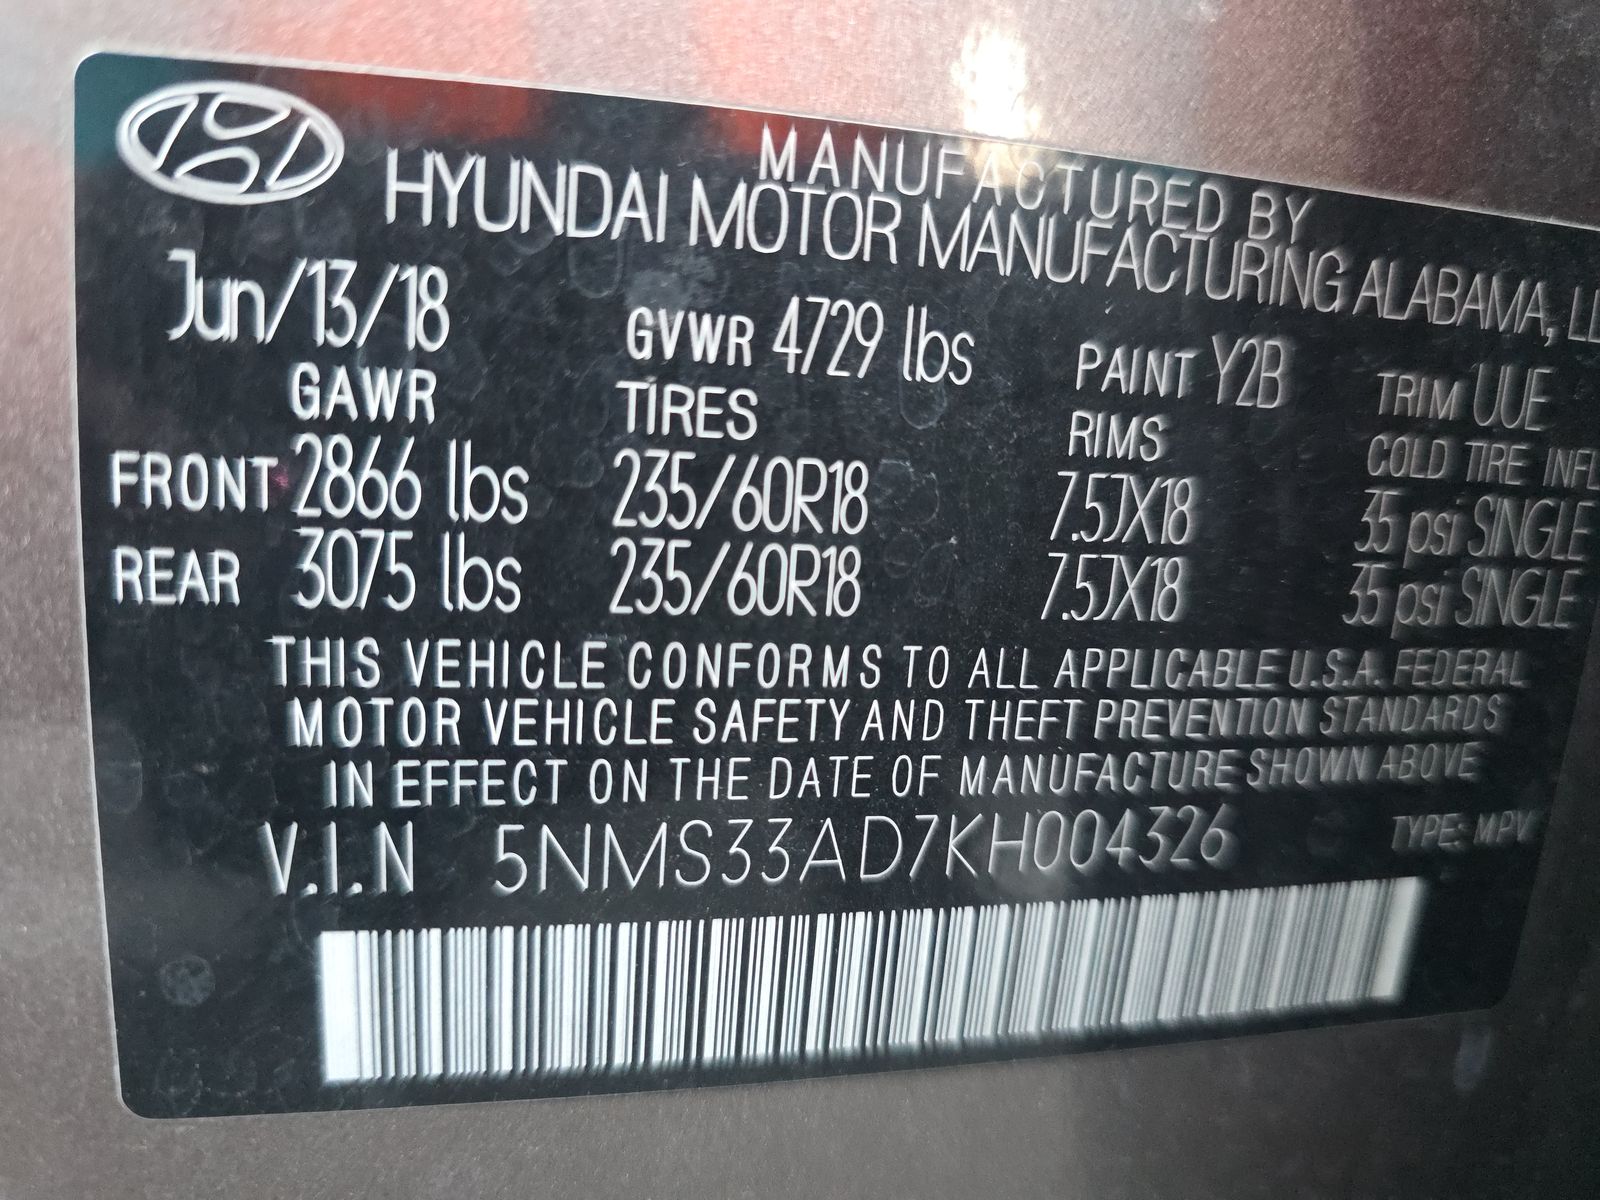 MANUFACTURED BY
HYUNDAI MOTOR MANUFACTURING ALABAMA,
Jun/13/18 GVWR 4729 lbs PAINT Y2B TRIM UUE
GAWR TIRES RIMS COLD TIRE
FRONT 2866 lbs 235/60R18 7.5JX18 35 psi SINGLE
REAR 3075 lbs 235/60R18 7.5JX18 35 psi SINGLE
THIS VEHICLE CONFORMS TO ALL APPLICABLE U.S.A. FEDERAL
MOTOR VEHICLE SAFETY AND THEFT PREVENTION STANDARDS
IN EFFECT ON THE DATE OF MANUFACTURE SHOWN ABOVE
V.I.N 5NMS33AD7KH004326 TYPE: MPV